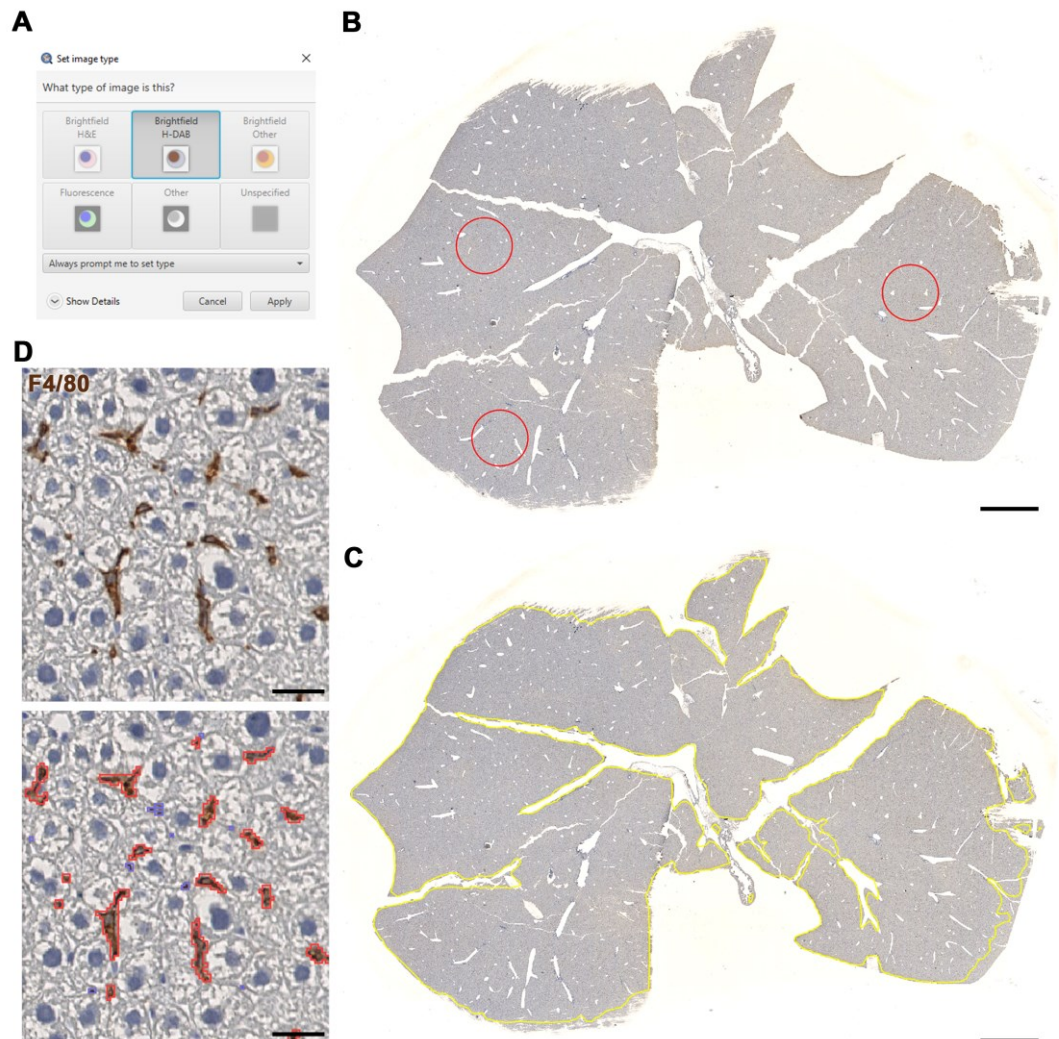 A
Set image type
What type of image is this?
Brightfield
H&E
Brightfield
H-DAB
Brightfield
Other
Fluorescence
Other
Unspecified
Always prompt me to set type
Show Details
Cancel
Apply
B
D
F4/80
C